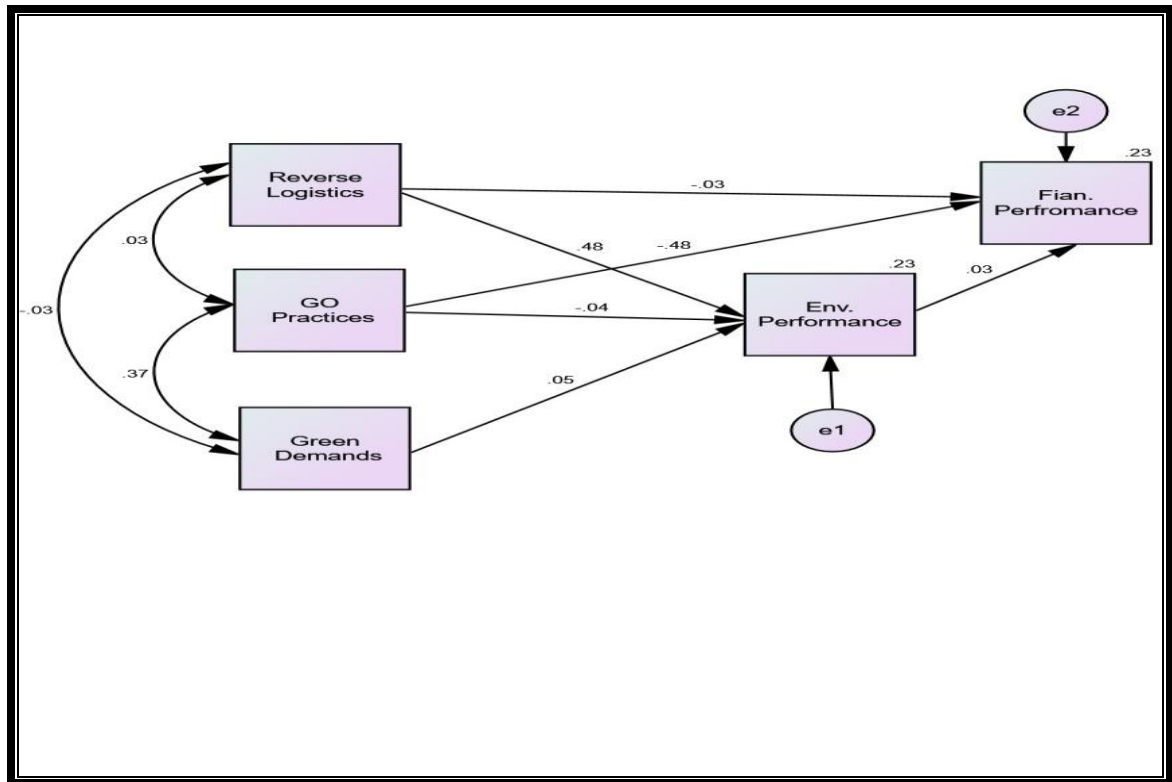 e2
.23
Reverse
Logistics
-.03
Fian.
Perfromance
.03
.48
-.48
.23
.03
GO
Practices
-.04
Env.
Performance
-.03
.37
.05
Green
Demands
e1